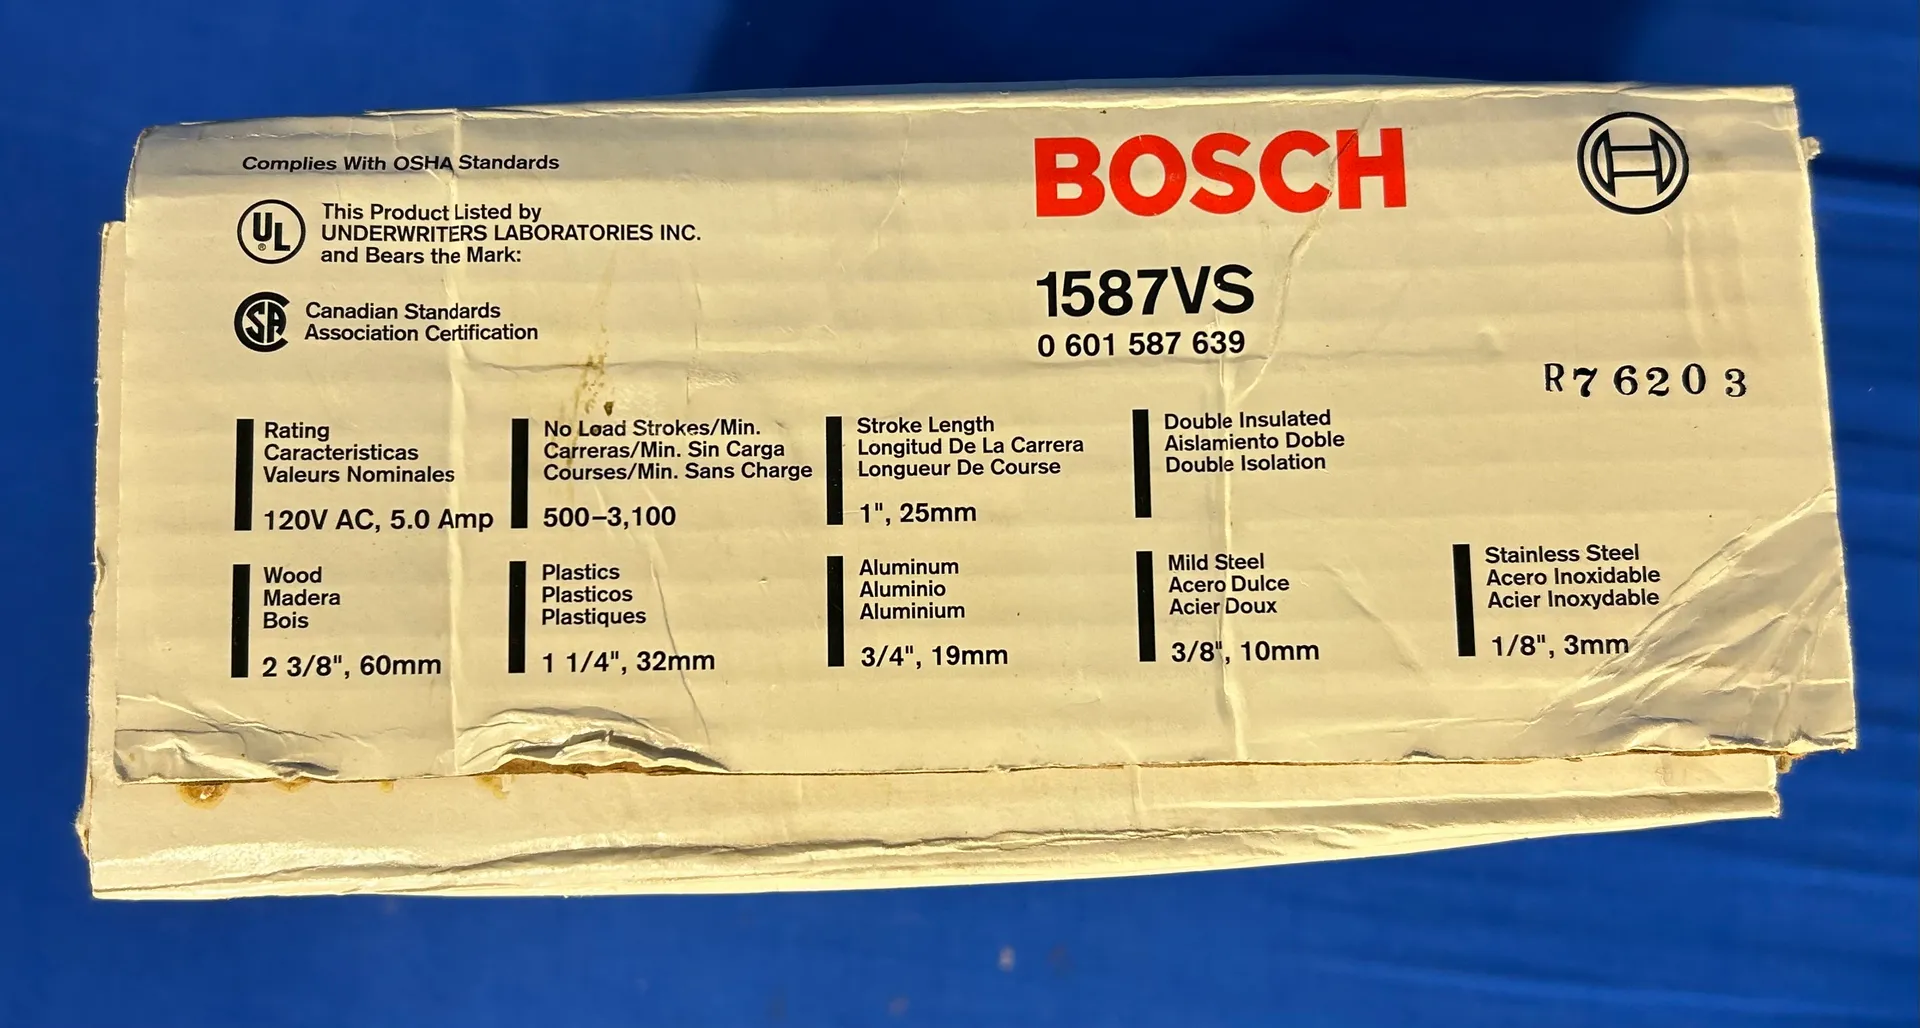 Complies With OSHA Standards
BOSCH
UL
This Product Listed by
UNDERWRITERS LABORATORIES INC.
and Bears the Mark:
1587VS
0 601 587 639
SA
Canadian Standards
Association Certification
R76203
Rating
Caracteristicas
Valeurs Nominales
120V AC, 5.0 Amp
No Load Strokes/Min.
Carreras/Min. Sin Carga
Courses/Min. Sans Charge
500–3,100
Stroke Length
Longitud De La Carrera
Longueur De Course
1", 25mm
Double Insulated
Aislamiento Doble
Double Isolation
Wood
Madera
Bois
2 3/8", 60mm
Plastics
Plasticos
Plastiques
1 1/4", 32mm
Aluminum
Aluminio
Aluminium
3/4", 19mm
Mild Steel
Acero Dulce
Acier Doux
3/8", 10mm
Stainless Steel
Acero Inoxidable
Acier Inoxydable
1/8", 3mm